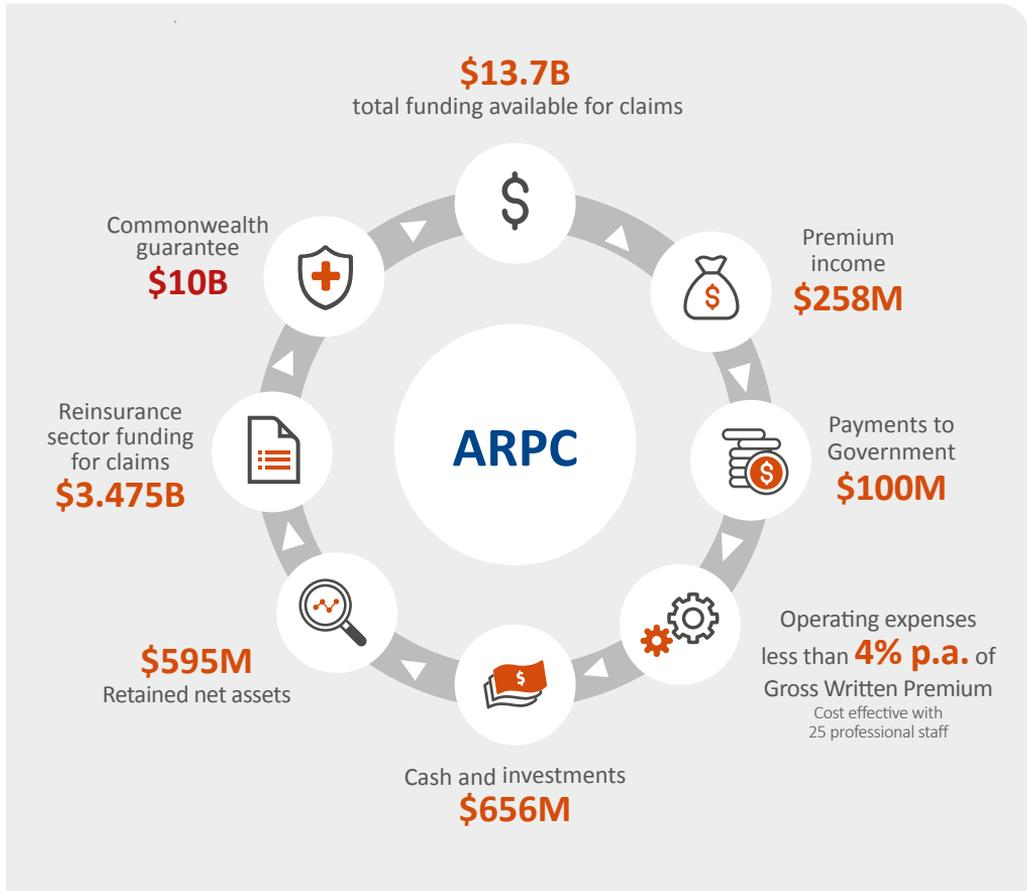 $13.7B
total funding available for claims
$
Commonwealth
guarantee
$10B
Premium
income
$258M
$
Reinsurance
sector funding
for claims
$3.475B
ARPC
Payments to
Government
$100M
$
$595M
Retained net assets
Operating expenses
less than 4% p.a. of
Gross Written Premium
Cost effective with
25 professional staff
$
Cash and investments
$656M